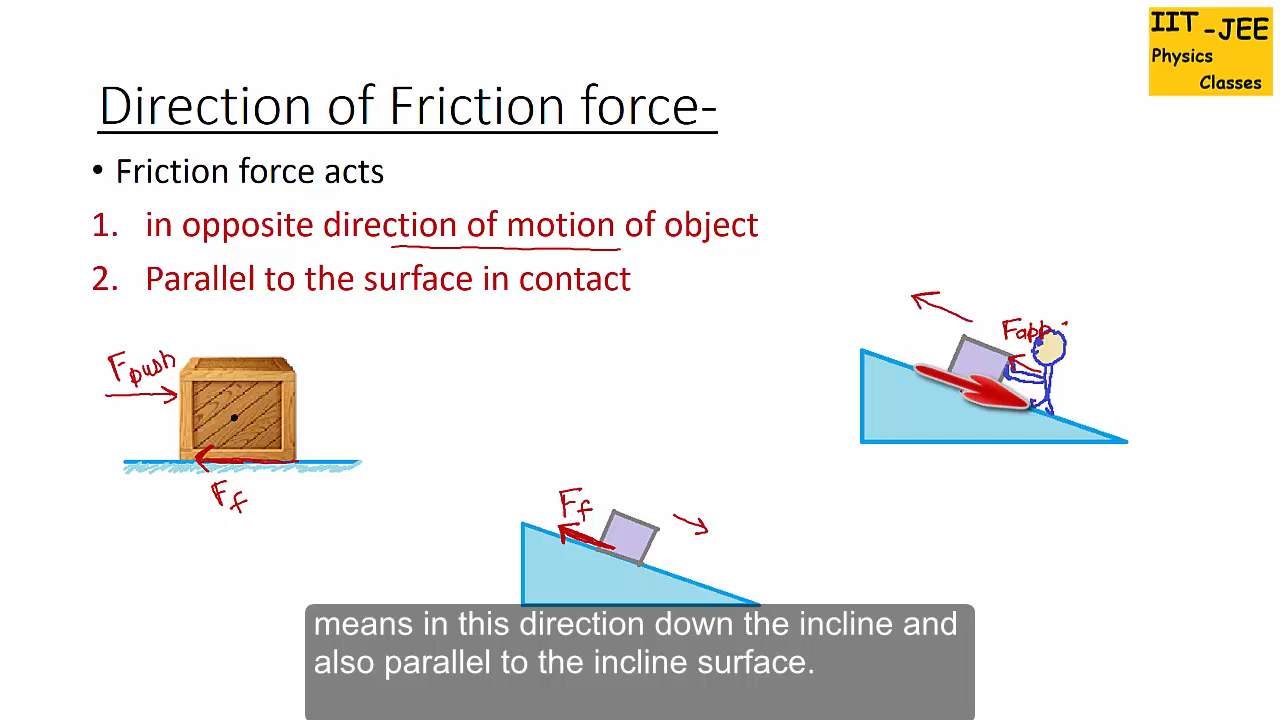 IIT-JEE
Physics
Classes
Direction of Friction force-
• Friction force acts
1. in opposite direction of motion of object
2. Parallel to the surface in contact
Fpush
Fapp.
Ff
Ff
means in this direction down the incline and
also parallel to the incline surface.